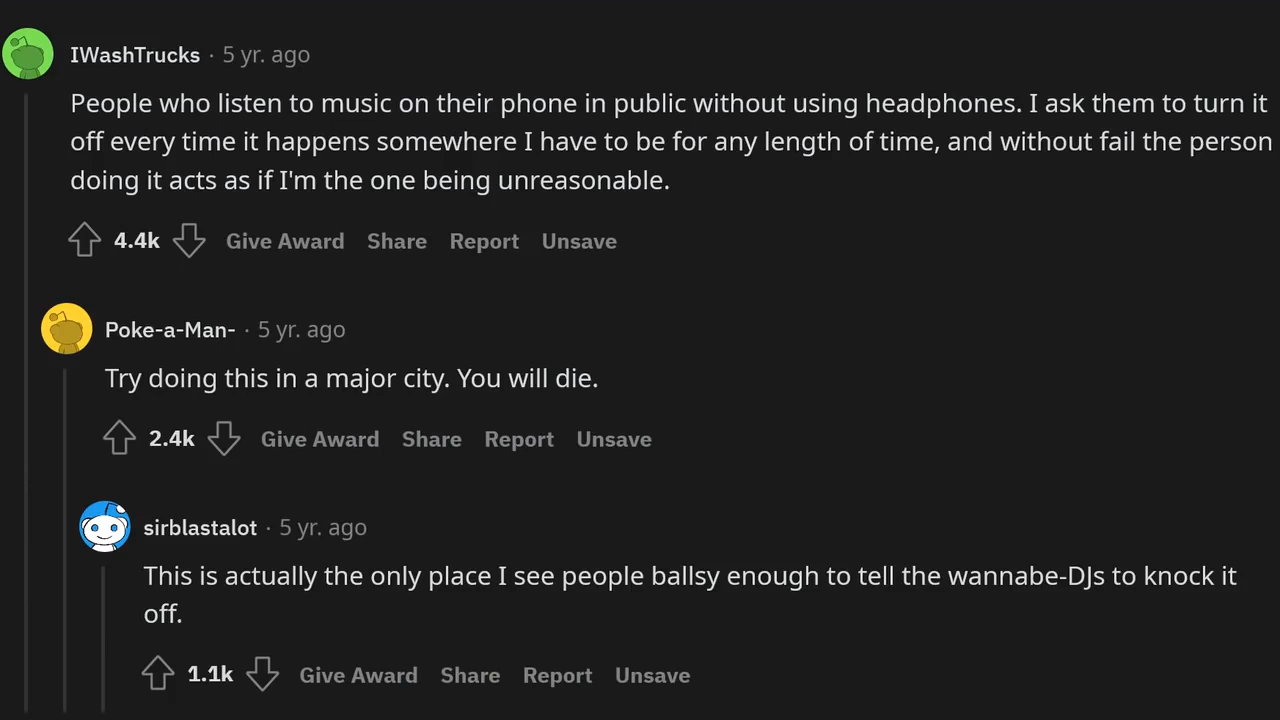 IWashTrucks · 5 yr. ago
People who listen to music on their phone in public without using headphones. I ask them to turn it
off every time it happens somewhere I have to be for any length of time, and without fail the person
doing it acts as if I'm the one being unreasonable.
4.4k Give Award Share Report Unsave
Poke-a-Man- · 5 yr. ago
Try doing this in a major city. You will die.
2.4k Give Award Share Report Unsave
sirblastalot · 5 yr. ago
This is actually the only place I see people ballsy enough to tell the wannabe-DJs to knock it
off.
1.1k Give Award Share Report Unsave